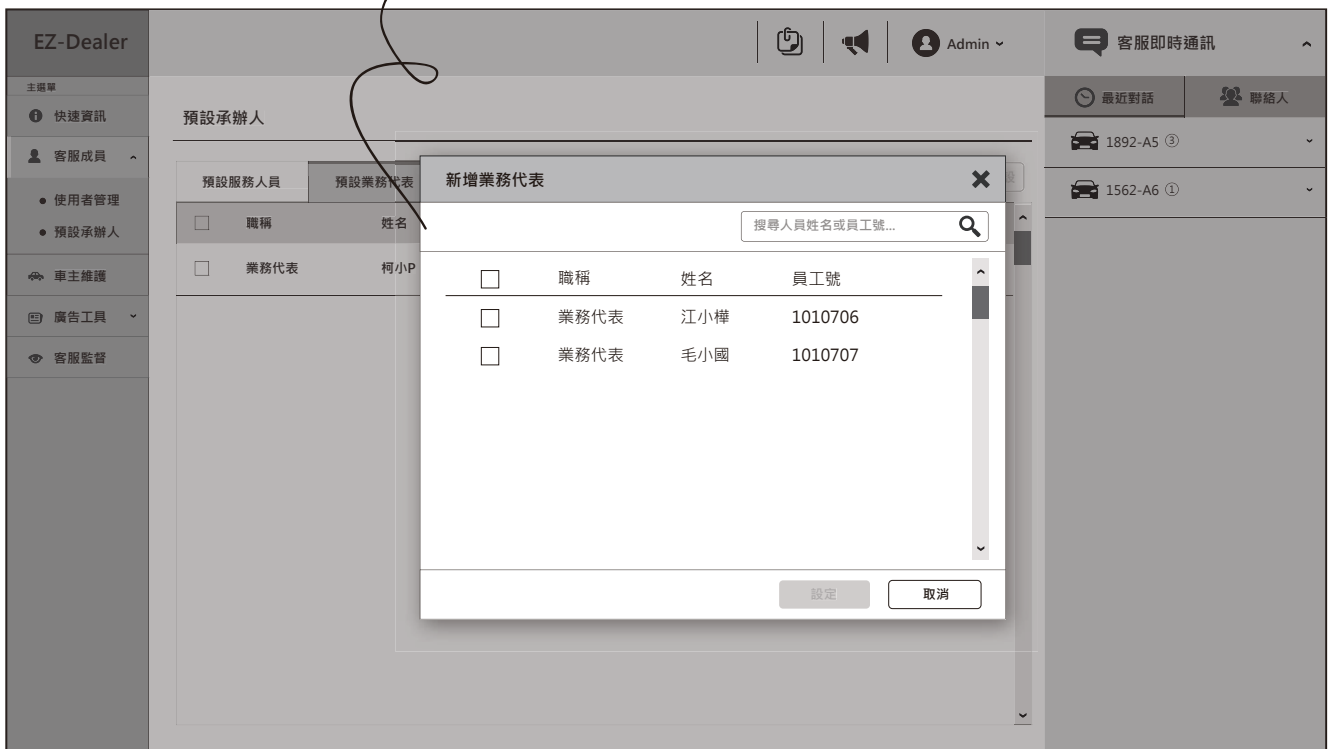 EZ-Dealer
Admin
客服即時通訊
主選單
快速資訊
客服成員
使用者管理
預設承辦人
車主維護
廣告工具
客服監督
預設承辦人
預設服務人員
預設業務代表
職稱 姓名
業務代表 柯小P
新增業務代表
搜尋人員姓名或員工號...
職稱 姓名 員工號
業務代表 江小樺 1010706
業務代表 毛小國 1010707
設定 取消
最近對話 聯絡人
1892-A5 ③
1562-A6 ①